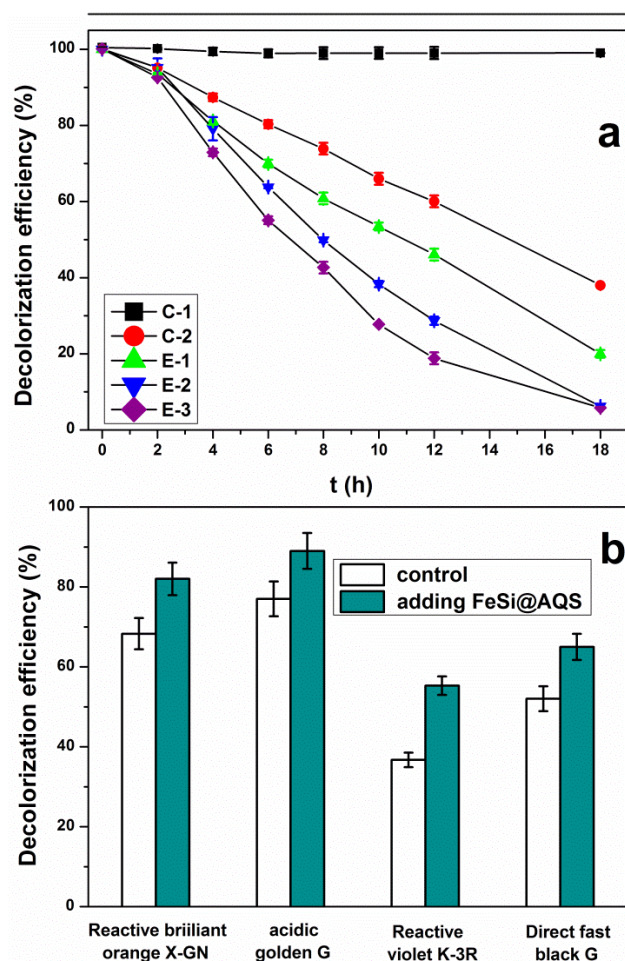 100
80
60
40
20
0
Decolorization efficiency (%)
a
C-1
C-2
E-1
E-2
E-3
0 2 4 6 8 10 12 14 16 18
t (h)
100
80
60
40
20
0
Decolorization efficiency (%)
b
control
adding FeSi@AQS
Reactive briiliant
orange X-GN
acidic
golden G
Reactive
violet K-3R
Direct fast
black G